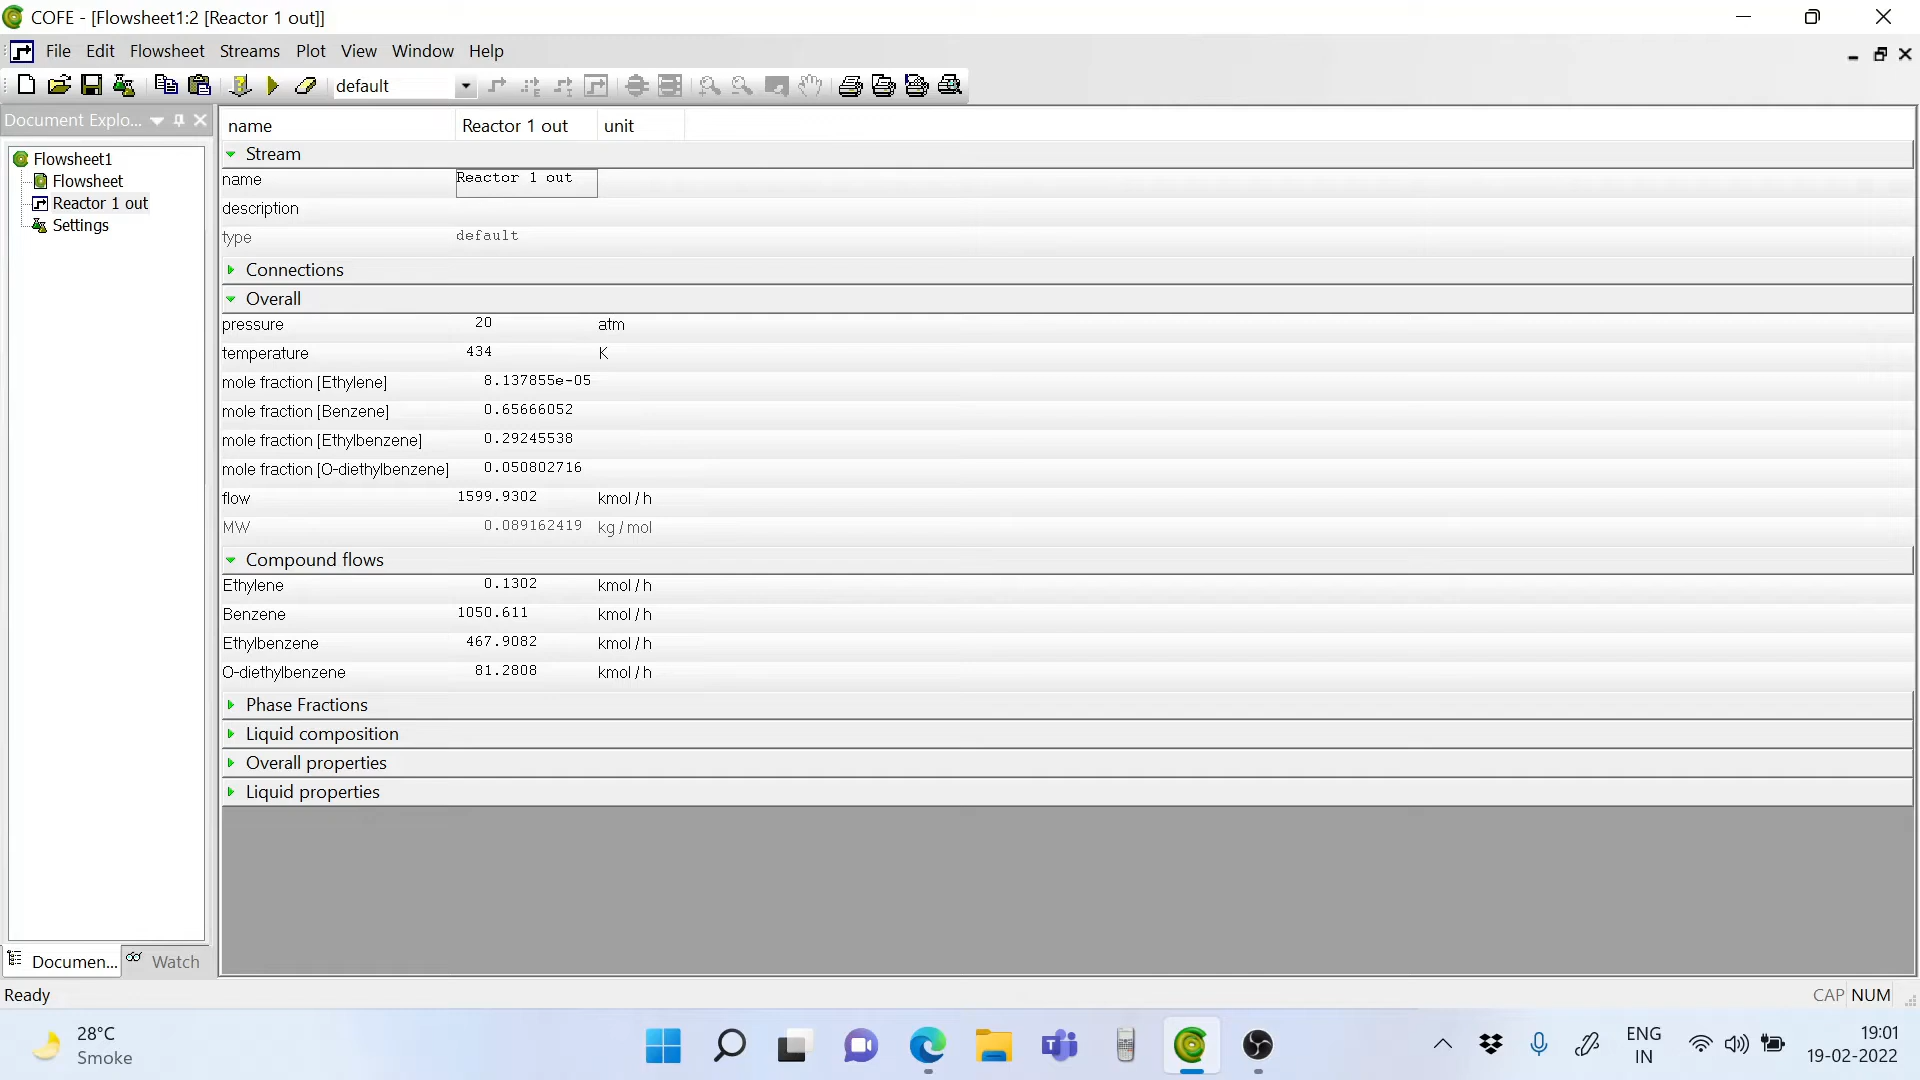 COFE - [Flowsheet1:2 [Reactor 1 out]]
File Edit Flowsheet Streams Plot View Window Help
default
Document Explo...
Flowsheet1
Flowsheet
Reactor 1 out
Settings
name Reactor 1 out unit
Stream
name Reactor 1 out
description
type default
Connections
Overall
pressure 20 atm
temperature 434 K
mole fraction [Ethylene] 8.137855e-05
mole fraction [Benzene] 0.65666052
mole fraction [Ethylbenzene] 0.29245538
mole fraction [O-diethylbenzene] 0.050802716
flow 1599.9302 kmol / h
MW 0.089162419 kg / mol
Compound flows
Ethylene 0.1302 kmol / h
Benzene 1050.611 kmol / h
Ethylbenzene 467.9082 kmol / h
O-diethylbenzene 81.2808 kmol / h
Phase Fractions
Liquid composition
Overall properties
Liquid properties
Documen... Watch
Ready CAP NUM
28°C
Smoke
ENG
IN
19:01
19-02-2022